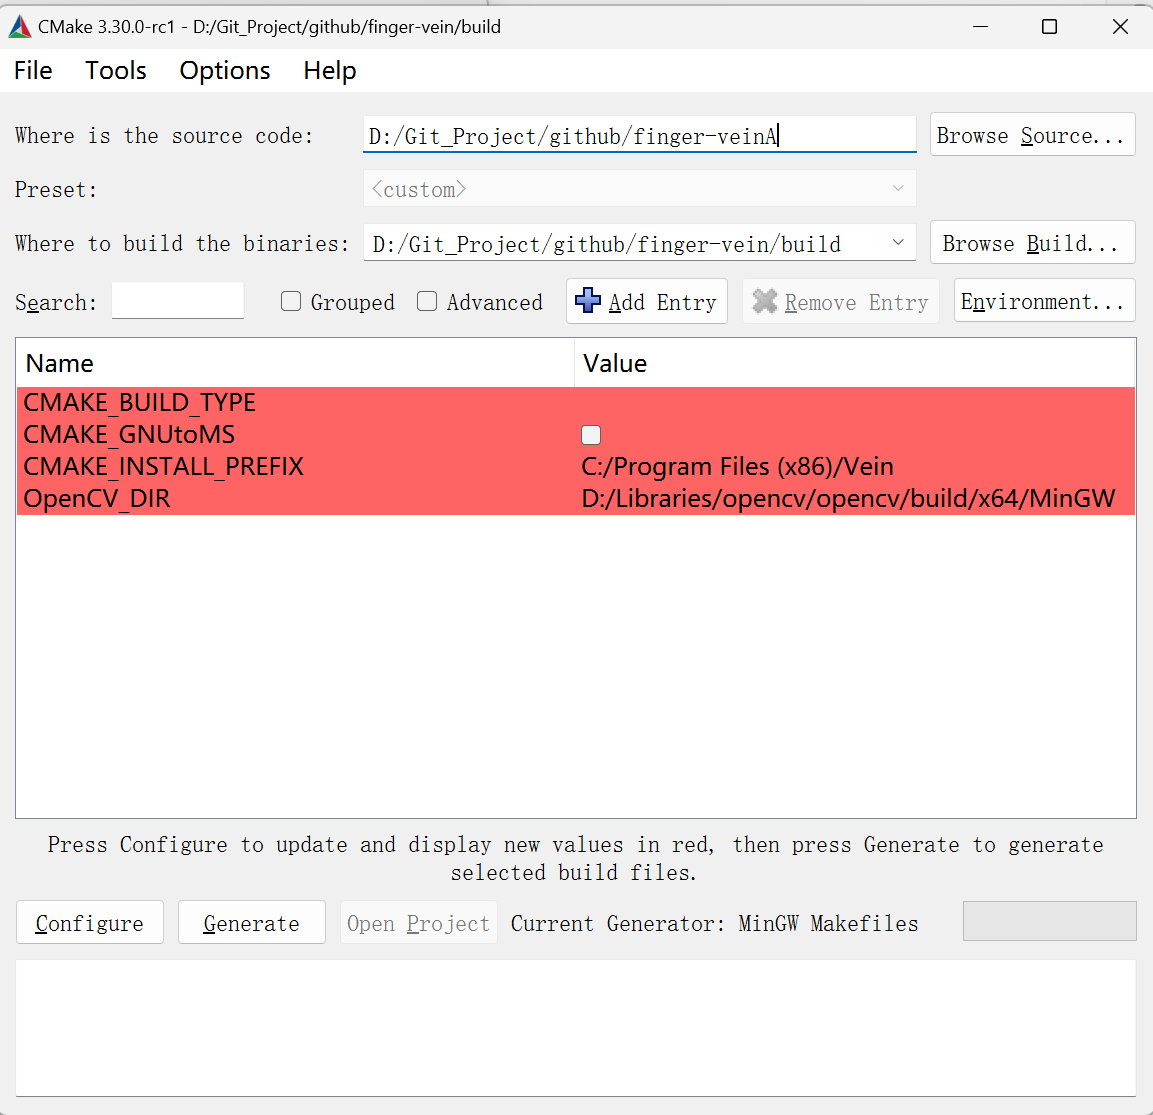 CMake 3.30.0-rc1 - D:/Git_Project/github/finger-vein/build
File Tools Options Help
Where is the source code: D:/Git_Project/github/finger-veinA Browse Source...
Preset: <custom>
Where to build the binaries: D:/Git_Project/github/finger-vein/build Browse Build...
Search: Grouped Advanced Add Entry Remove Entry Environment...
Name Value
CMAKE_BUILD_TYPE
CMAKE_GNUtoMS
CMAKE_INSTALL_PREFIX C:/Program Files (x86)/Vein
OpenCV_DIR D:/Libraries/opencv/opencv/build/x64/MinGW
Press Configure to update and display new values in red, then press Generate to generate
selected build files.
Configure Generate Open Project Current Generator: MinGW Makefiles